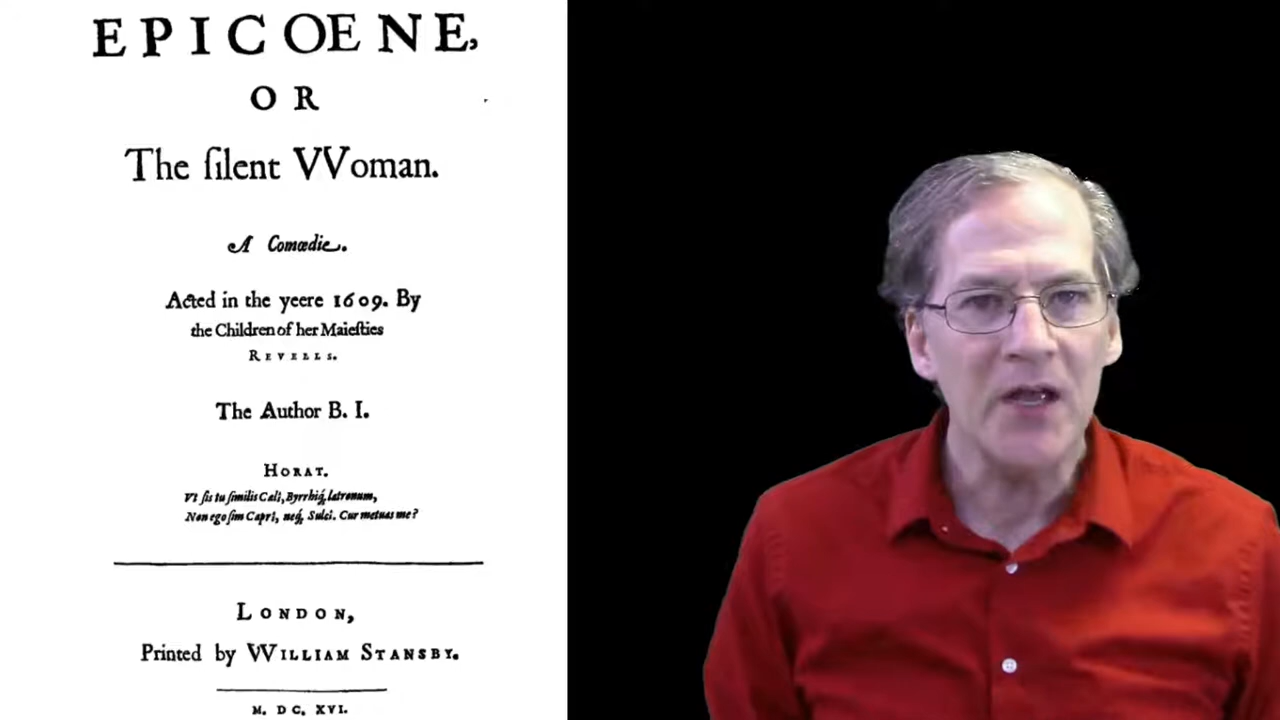 EPICOENE,
OR
The ſilent VVoman.
A Comœdie.
Acted in the yeere 1609. By
the Children of her Maieſties
REVELLS.
The Author B. I.
HORAT.
Vt ſis tu ſimilis Cæli, Byrrhiq́, latronum,
Non ego ſim Capri, neq́, Sulci. Cur metuas me?
LONDON,
Printed by VVILLIAM STANSBY.
M. DC. XVI.